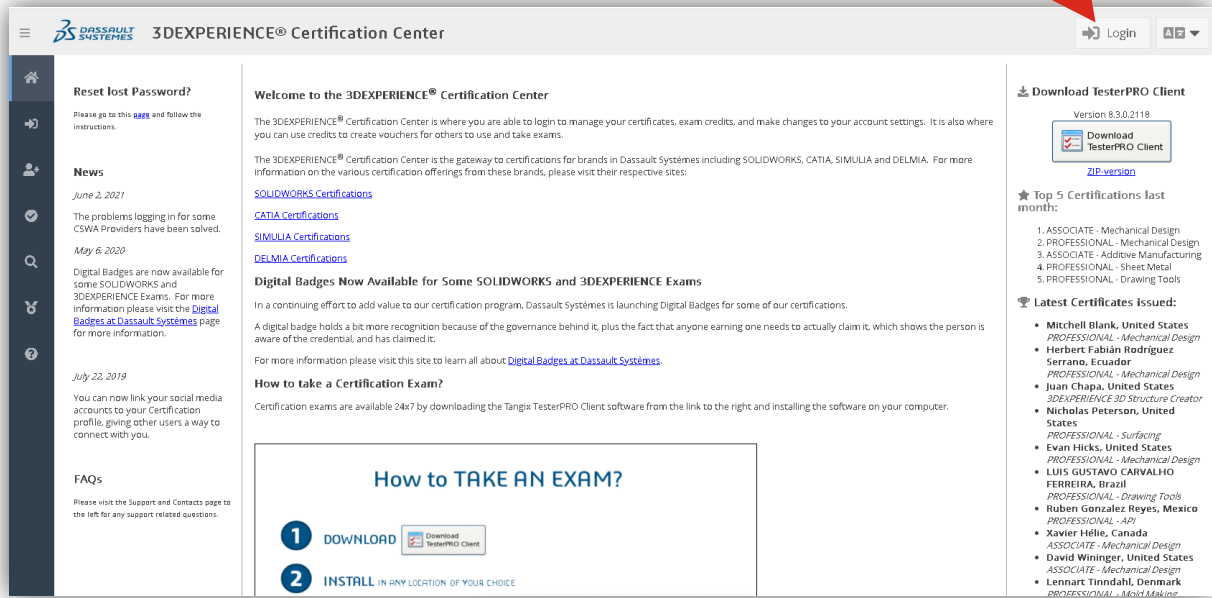 DASSAULT
SYSTEMES
3DEXPERIENCE® Certification Center
Login
Reset lost Password?
Please go to this page and follow the
instructions.
News
June 2, 2021
The problems logging in for some
CSWA Providers have been solved.
May 6, 2020
Digital Badges are now available for
some SOLIDWORKS and
3DEXPERIENCE Exams. For more
information please visit the Digital
Badges at Dassault Systèmes page
for more information.
July 22, 2019
You can now link your social media
accounts to your Certification
profile, giving other users a way to
connect with you.
FAQs
Please visit the Support and Contacts page to
the left for any support related questions.
Welcome to the 3DEXPERIENCE® Certification Center
The 3DEXPERIENCE® Certification Center is where you are able to login to manage your certificates, exam credits, and make changes to your account settings. It is also where
you can use credits to create vouchers for others to use and take exams.
The 3DEXPERIENCE® Certification Center is the gateway to certifications for brands in Dassault Systèmes including SOLIDWORKS, CATIA, SIMULIA and DELMIA. For more
information on the various certification offerings from these brands, please visit their respective sites:
SOLIDWORKS Certifications
CATIA Certifications
SIMULIA Certifications
DELMIA Certifications
Digital Badges Now Available for Some SOLIDWORKS and 3DEXPERIENCE Exams
In a continuing effort to add value to our certification program, Dassault Systèmes is launching Digital Badges for some of our certifications.
A digital badge holds a bit more recognition because of the governance behind it, plus the fact that anyone earning one needs to actually claim it, which shows the person is
aware of the credential, and has claimed it.
For more information please visit this site to learn all about Digital Badges at Dassault Systèmes.
How to take a Certification Exam?
Certification exams are available 24x7 by downloading the Tangix TesterPRO Client software from the link to the right and installing the software on your computer.
How to TAKE AN EXAM?
1 DOWNLOAD
Download
TesterPRO Client
2 INSTALL IN ANY LOCATION OF YOUR CHOICE
Download TesterPRO Client
Version 8.3.0.2118
Download
TesterPRO Client
ZIP-version
Top 5 Certifications last
month:
1. ASSOCIATE - Mechanical Design
2. PROFESSIONAL - Mechanical Design
3. ASSOCIATE - Additive Manufacturing
4. PROFESSIONAL - Sheet Metal
5. PROFESSIONAL - Drawing Tools
Latest Certificates issued:
• Mitchell Blank, United States
PROFESSIONAL - Mechanical Design
• Herbert Fabián Rodríguez
Serrano, Ecuador
PROFESSIONAL - Mechanical Design
• Juan Chapa, United States
3DEXPERIENCE 3D Structure Creator
• Nicholas Peterson, United
States
PROFESSIONAL - Surfacing
• Evan Hicks, United States
PROFESSIONAL - Mechanical Design
• LUIS GUSTAVO CARVALHO
FERREIRA, Brazil
PROFESSIONAL - Drawing Tools
• Ruben Gonzalez Reyes, Mexico
PROFESSIONAL - API
• Xavier Hélie, Canada
ASSOCIATE - Mechanical Design
• David Wininger, United States
ASSOCIATE - Mechanical Design
• Lennart Tinndahl, Denmark
PROFESSIONAL - Mold Making